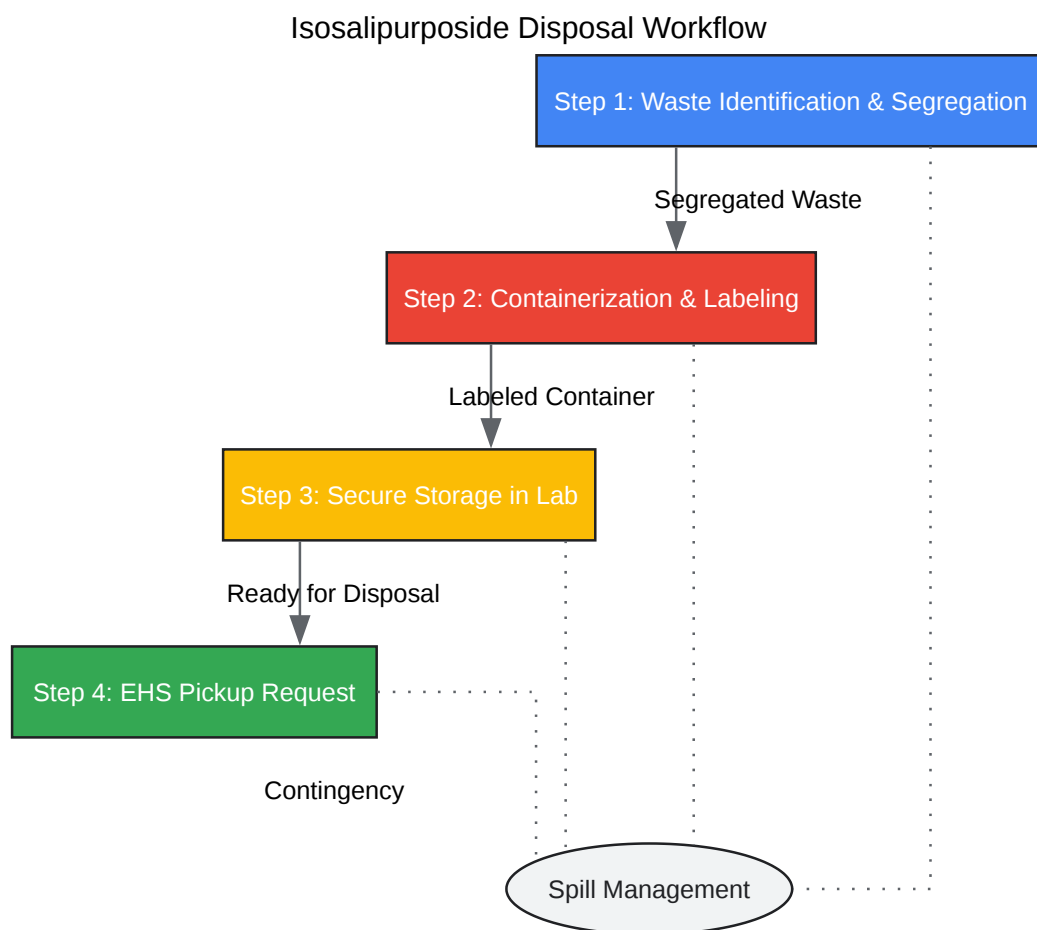 Isosalipurposide Disposal Workflow
Step 1: Waste Identification & Segregation
Segregated Waste
Step 2: Containerization & Labeling
Labeled Container
Step 3: Secure Storage in Lab
Ready for Disposal
Step 4: EHS Pickup Request
Contingency
Spill Management